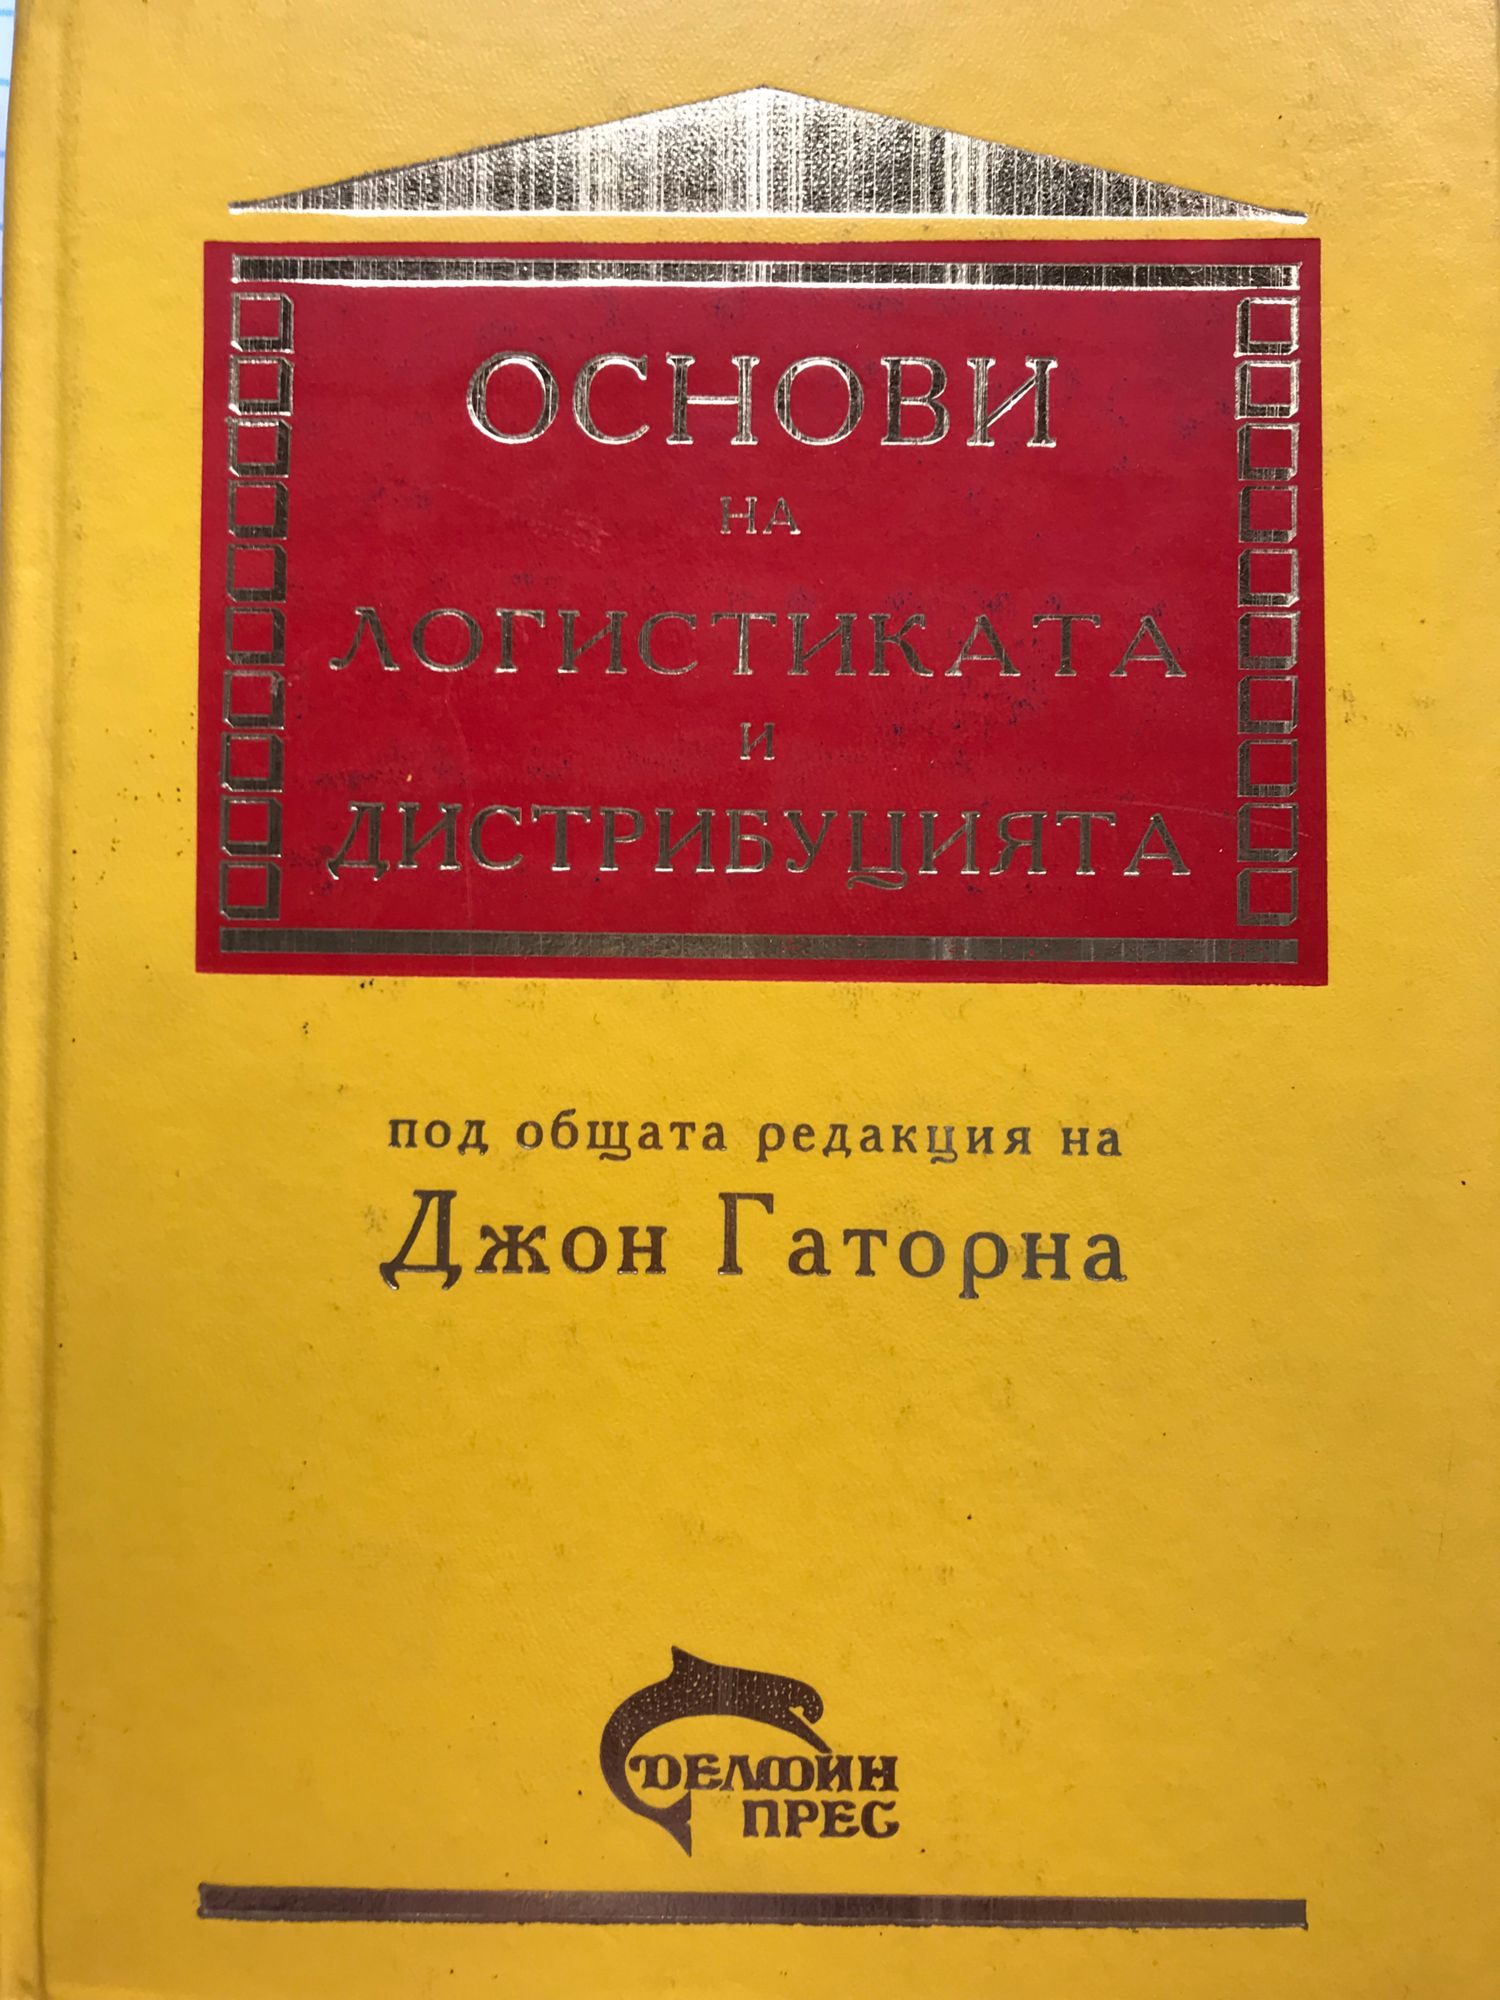 ОСНОВИ
НА
ЛОГИСТИКАТА
И
ДИСТРИБУЦИЯТА
под общата редакция на
Джон Гаторна
ДЕЛФИН
ПРЕС